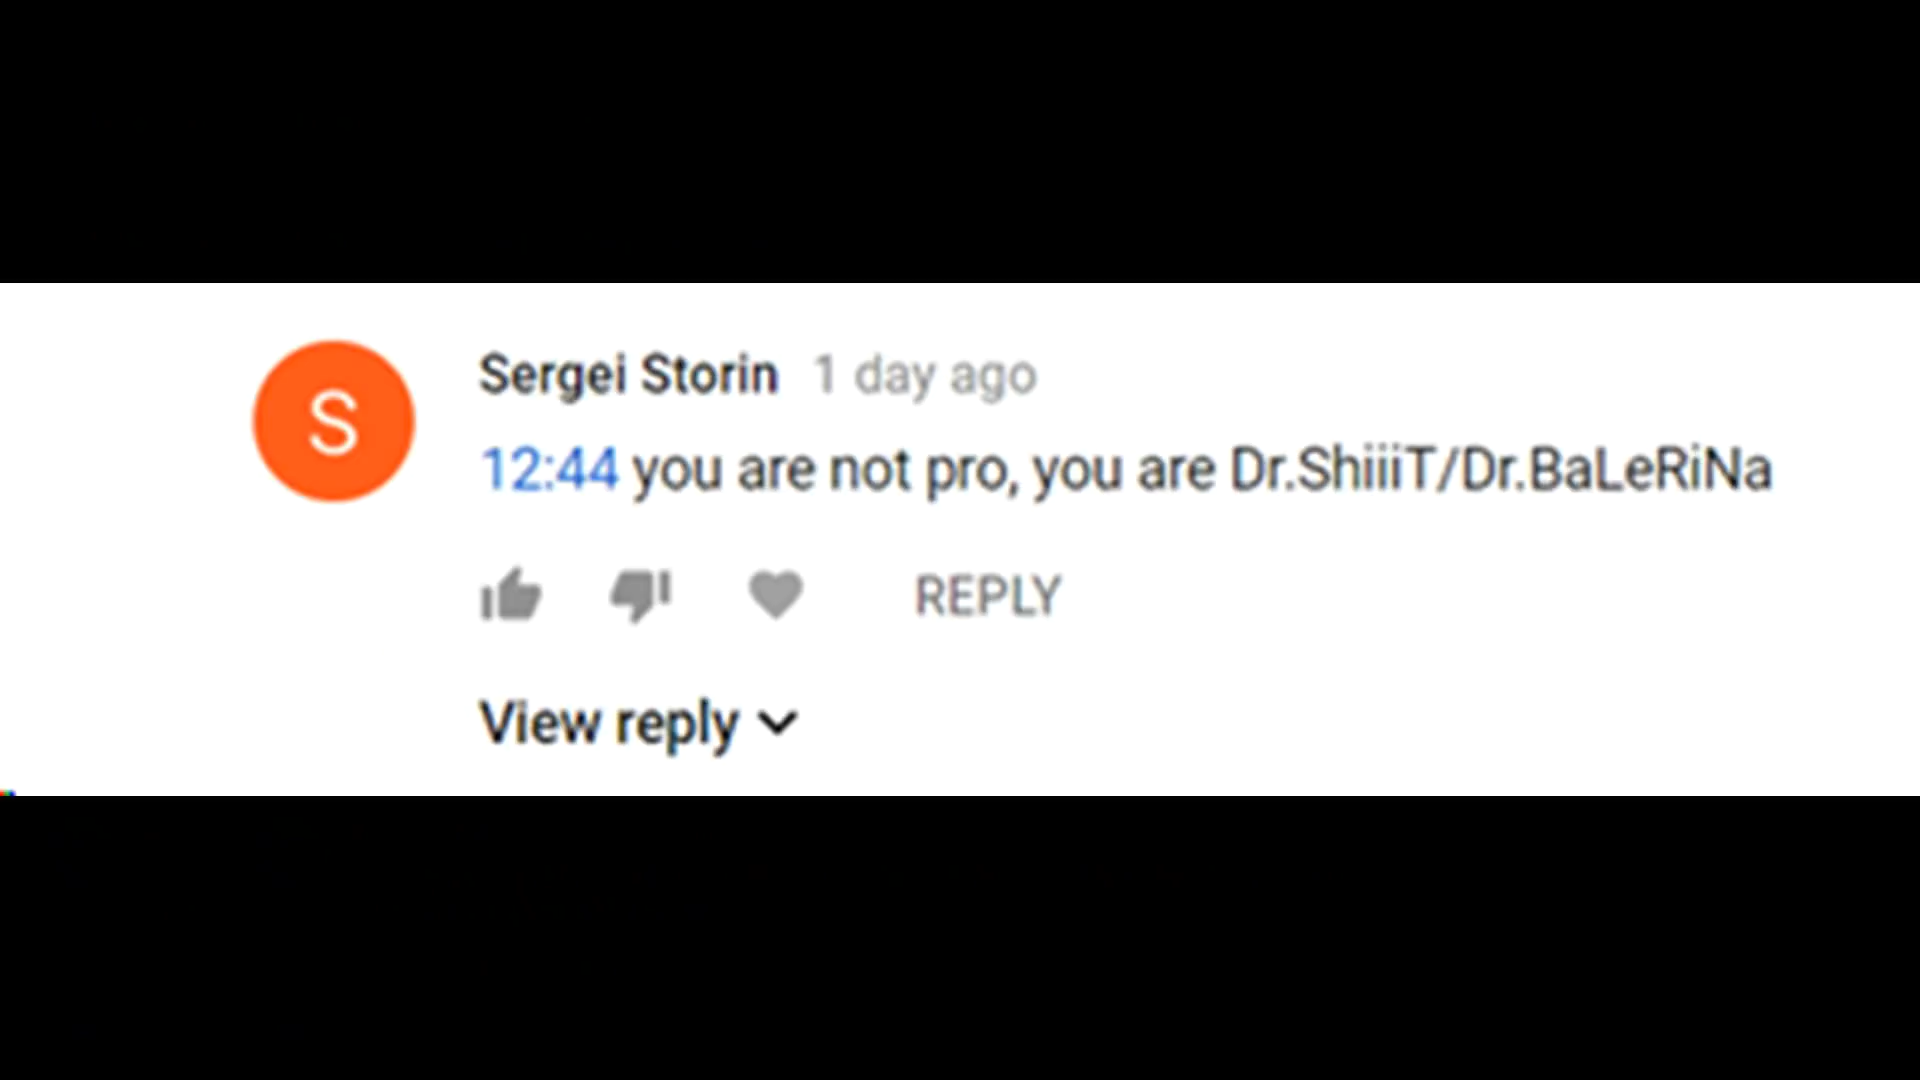 S
Sergei Storin 1 day ago
12:44 you are not pro, you are Dr.ShiiiT/Dr.BaLeRiNa
REPLY
View reply